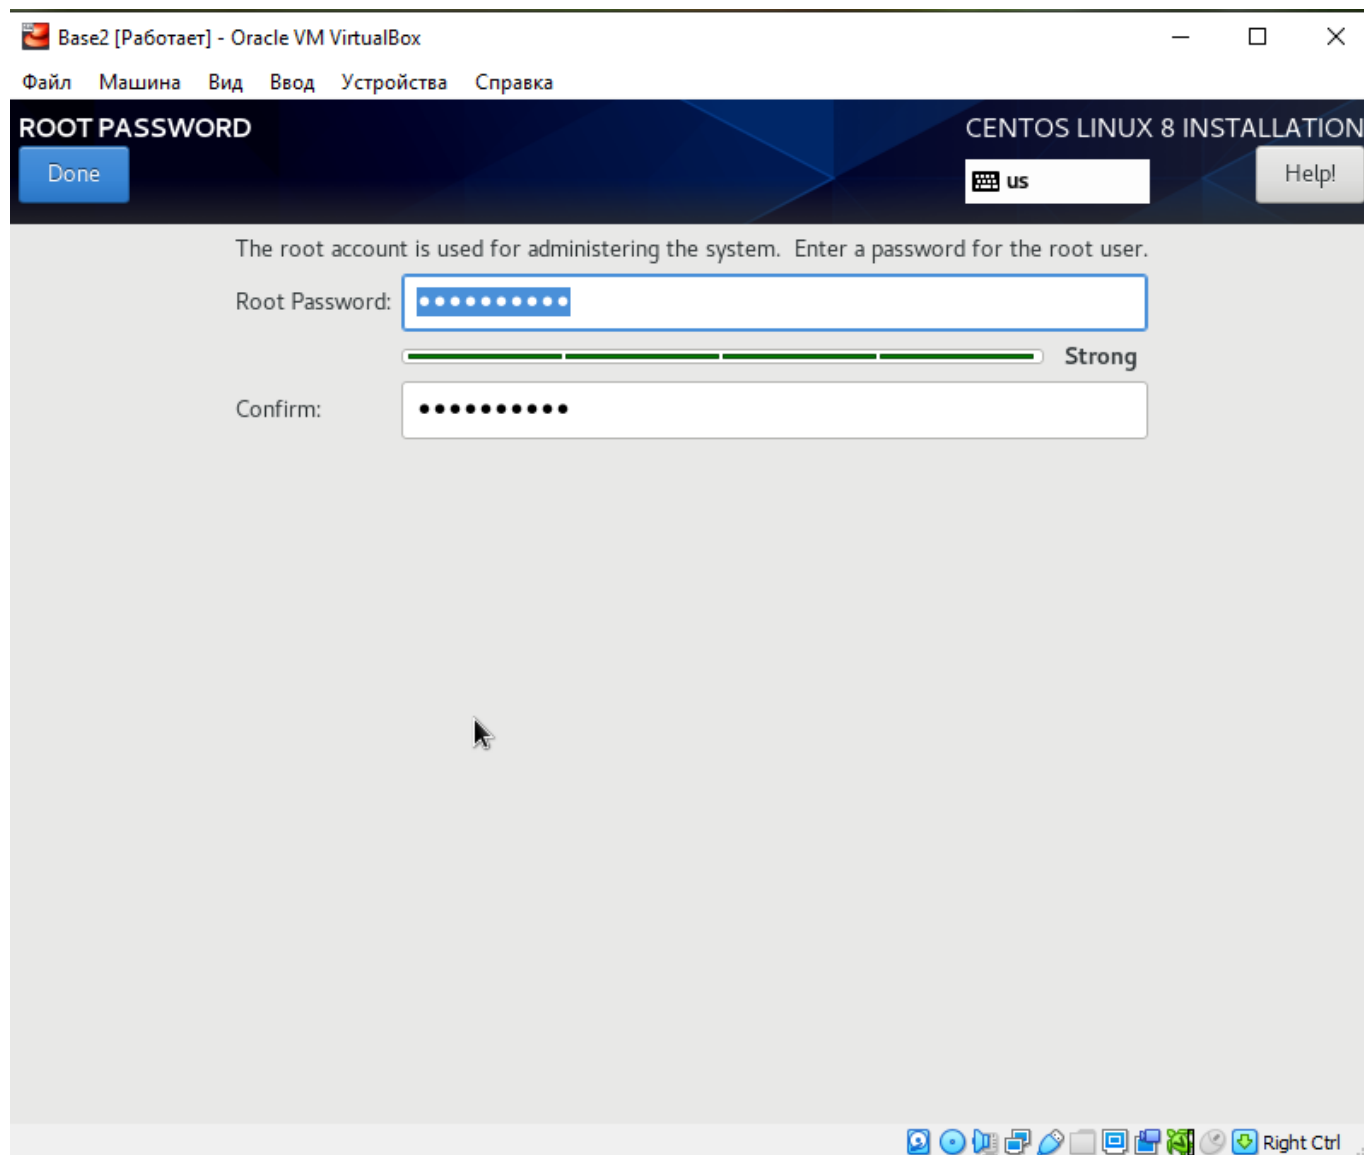 Base2 [Работает] - Oracle VM VirtualBox
Файл Машина Вид Ввод Устройства Справка
ROOT PASSWORD
CENTOS LINUX 8 INSTALLATION
Done
us
Help!
The root account is used for administering the system. Enter a password for the root user.
Root Password: ●●●●●●●●●●
Strong
Confirm: ●●●●●●●●●●
Right Ctrl